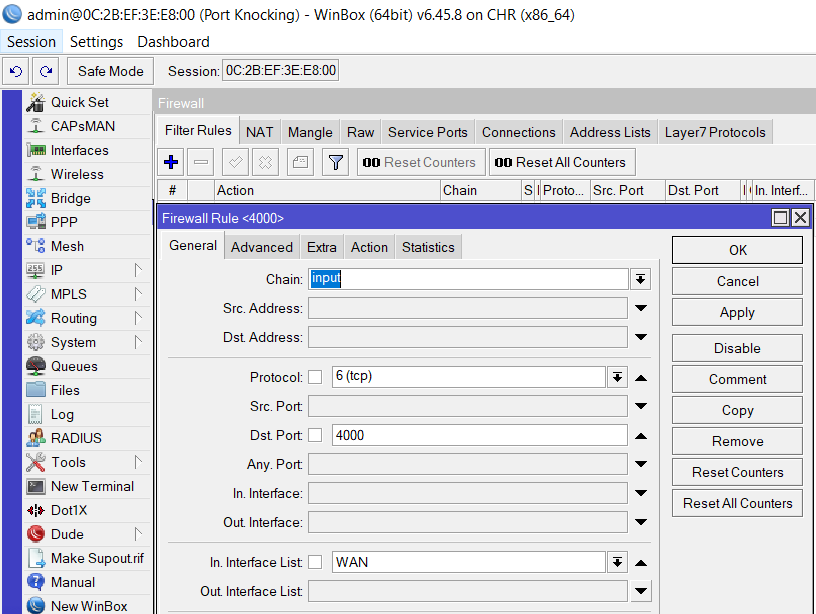 admin@0C:2B:EF:3E:E8:00 (Port Knocking) - WinBox (64bit) v6.45.8 on CHR (x86_64)
Session Settings Dashboard
Safe Mode Session: 0C:2B:EF:3E:E8:00
Quick Set
CAPsMAN
Interfaces
Wireless
Bridge
PPP
Mesh
255 IP
MPLS
Routing
System
Queues
Files
Log
RADIUS
Tools
New Terminal
Dot1X
Dude
Make Supout.rif
Manual
New WinBox
Firewall
Filter Rules NAT Mangle Raw Service Ports Connections Address Lists Layer7 Protocols
00 Reset Counters 00 Reset All Counters
# Action Chain S Proto... Src. Port Dst. Port In. Interf...
Firewall Rule <4000>
General Advanced Extra Action Statistics
Chain: input
Src. Address:
Dst. Address:
Protocol: 6 (tcp)
Src. Port:
Dst. Port: 4000
Any. Port:
In. Interface:
Out. Interface:
In. Interface List: WAN
Out. Interface List:
OK
Cancel
Apply
Disable
Comment
Copy
Remove
Reset Counters
Reset All Counters